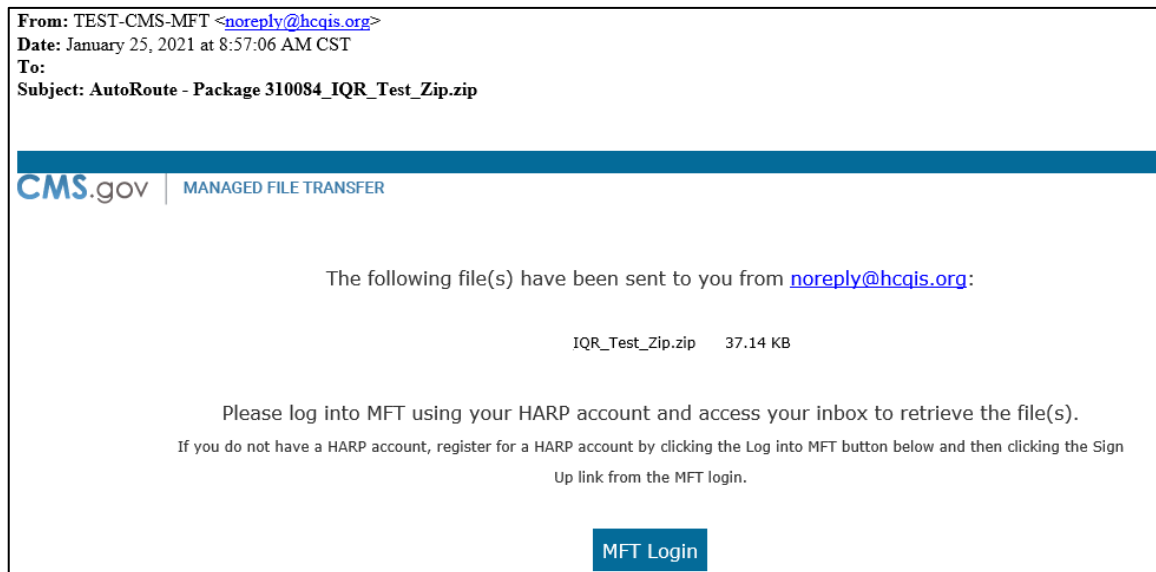 From: TEST-CMS-MFT <noreply@hcqis.org>
Date: January 25, 2021 at 8:57:06 AM CST
To:
Subject: AutoRoute - Package 310084_IQR_Test_Zip.zip
CMS.gov | MANAGED FILE TRANSFER
The following file(s) have been sent to you from noreply@hcqis.org:
IQR_Test_Zip.zip 37.14 KB
Please log into MFT using your HARP account and access your inbox to retrieve the file(s).
If you do not have a HARP account, register for a HARP account by clicking the Log into MFT button below and then clicking the Sign
Up link from the MFT login.
MFT Login